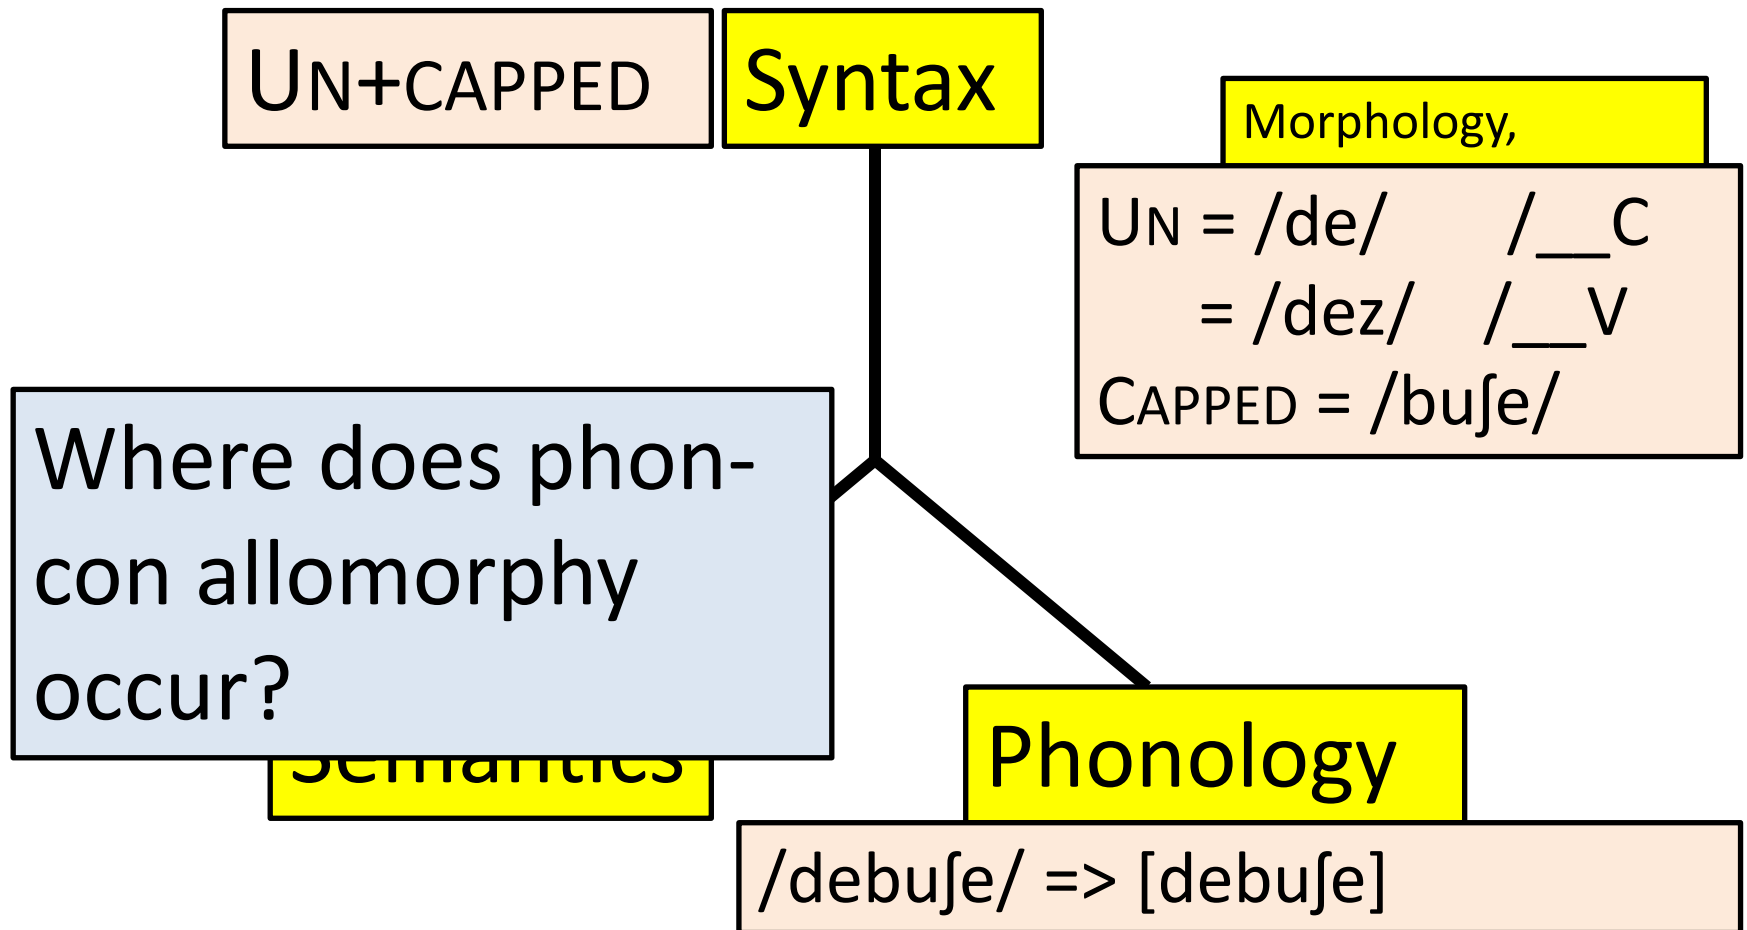 UN+CAPPED
Syntax
Morphology,
UN = /de/ /__C
= /dez/ /__V
CAPPED = /buʃe/
Where does phon-
con allomorphy
occur?
Semantics
Phonology
/debuʃe/ => [debuʃe]